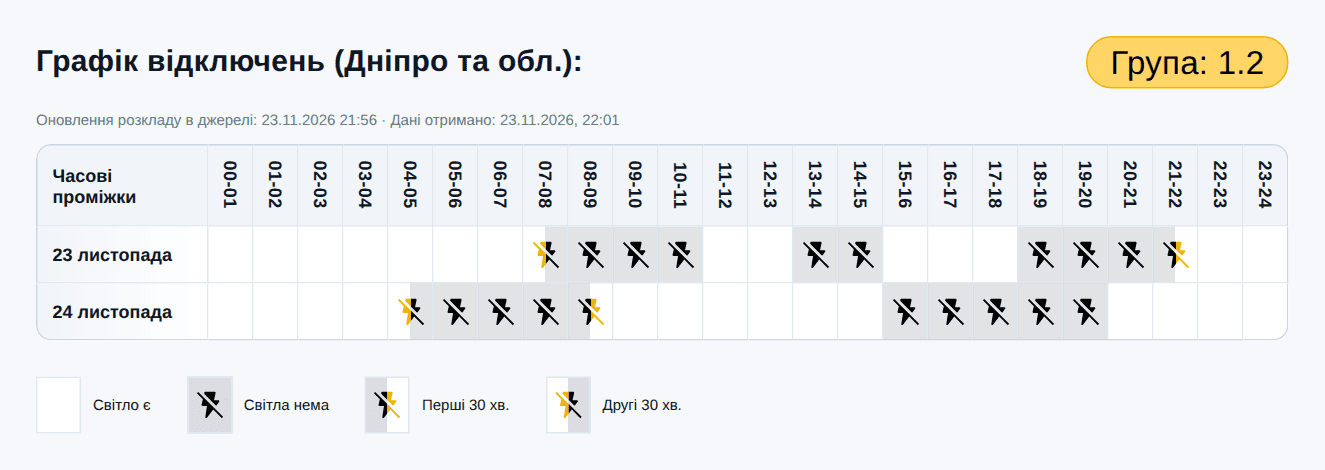 Графік відключень (Дніпро та обл.):
Група: 1.2
Оновлення розкладу в джерелі: 23.11.2026 21:56 · Дані отримано: 23.11.2026, 22:01
Часові
проміжки
00-01
01-02
02-03
03-04
04-05
05-06
06-07
07-08
08-09
09-10
10-11
11-12
12-13
13-14
14-15
15-16
16-17
17-18
18-19
19-20
20-21
21-22
22-23
23-24
23 листопада
24 листопада
Світло є
Світла нема
Перші 30 хв.
Другі 30 хв.